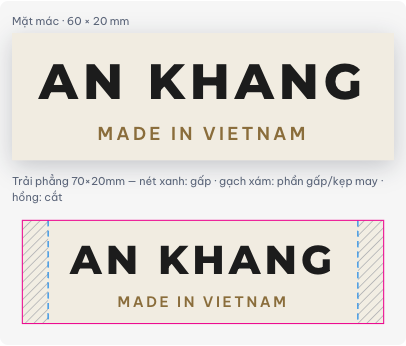 Mặt mác · 60 × 20 mm
AN KHANG
MADE IN VIETNAM
Trải phẳng 70×20mm — nét xanh: gấp · gạch xám: phần gấp/kẹp may ·
hồng: cắt
AN KHANG
MADE IN VIETNAM